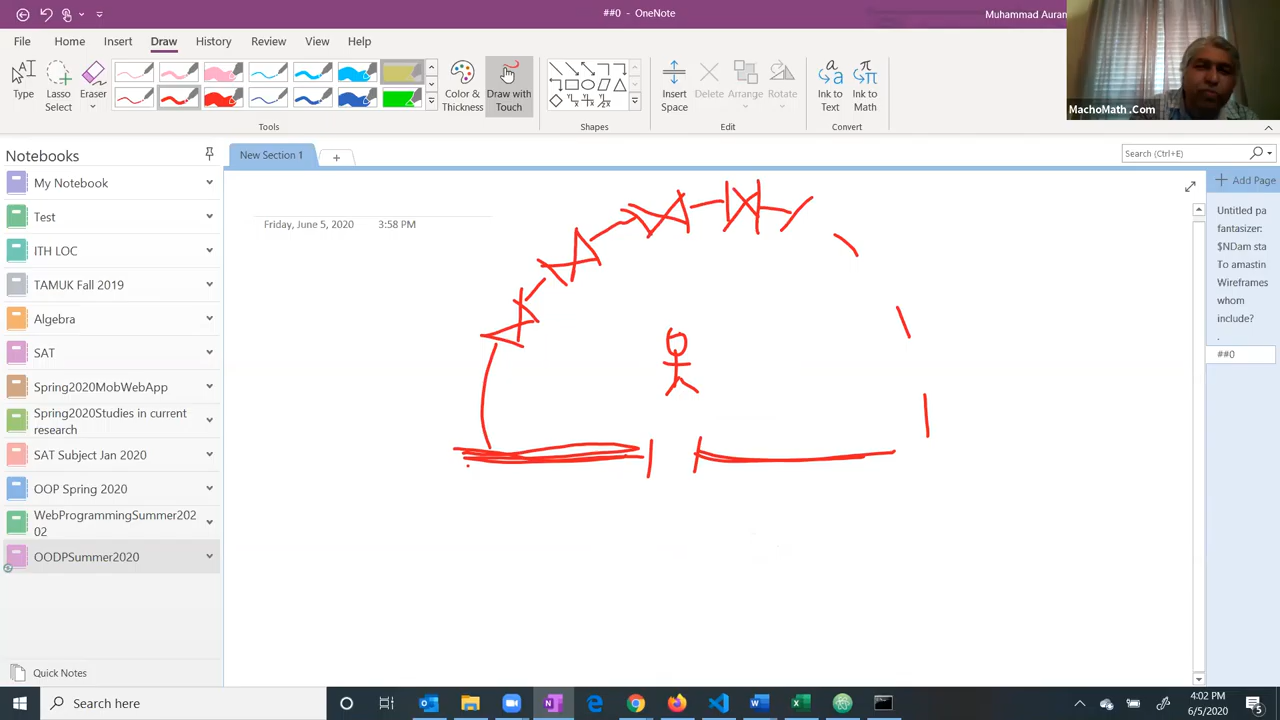 ##0 - OneNote
Muhammad Auran
File Home Insert Draw History Review View Help
Type
Lasso Select
Eraser
Color & Thickness
Draw with Touch
Insert Space
Delete
Arrange
Rotate
Ink to Text
Ink to Math
Tools
Shapes
Edit
Convert
MachoMath .Com
Notebooks
New Section 1
Search (Ctrl+E)
My Notebook
Test
ITH LOC
TAMUK Fall 2019
Algebra
SAT
Spring2020MobWebApp
Spring2020Studies in current
research
SAT Subject Jan 2020
OOP Spring 2020
WebProgrammingSummer202
02
OODPSummer2020
Quick Notes
Friday, June 5, 2020 3:58 PM
Add Page
Untitled pa
fantasizer:
$NDam sta
To amastin
Wireframes
whom
include?
.
##0
Type here to search
4:02 PM
6/5/2020
5